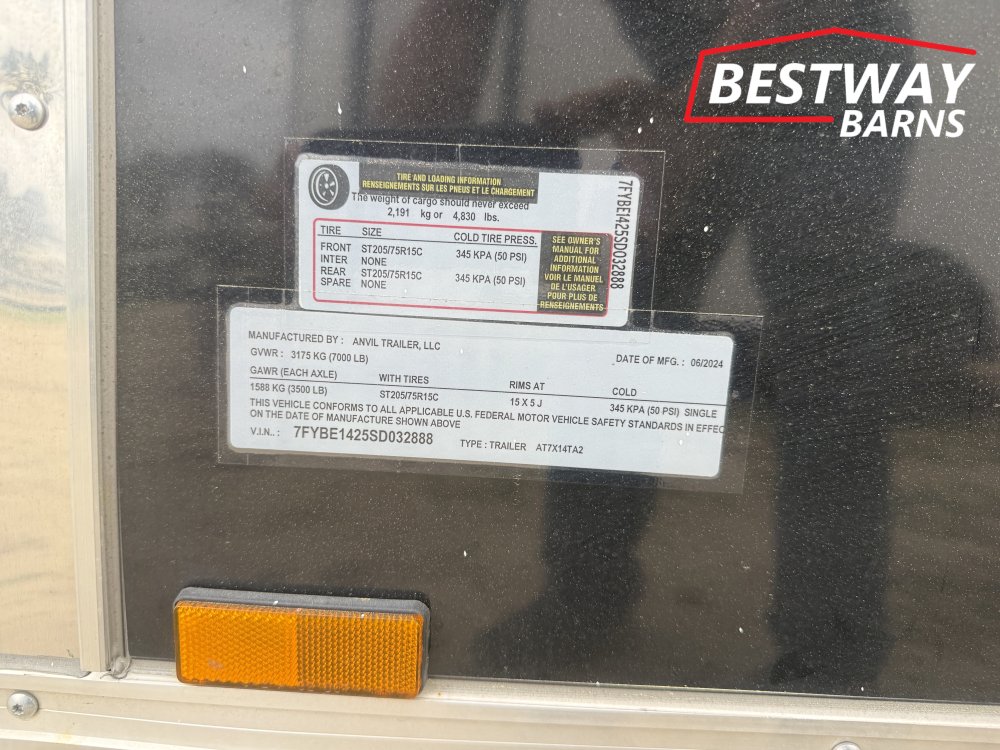 BESTWAY
BARNS
TIRE AND LOADING INFORMATION
RENSEIGNEMENTS SUR LES PNEUS ET LE CHARGEMENT
The weight of cargo should never exceed
2,191 kg or 4,830 lbs.
TIRE SIZE COLD TIRE PRESS.
FRONT ST205/75R15C 345 KPA (50 PSI)
INTER NONE
REAR ST205/75R15C 345 KPA (50 PSI)
SPARE NONE
SEE OWNER'S
MANUAL FOR
ADDITIONAL
INFORMATION
VOIR LE MANUEL
DE L'USAGER
POUR PLUS DE
RENSEIGNEMENTS
7FYBE1425SD032888
MANUFACTURED BY : ANVIL TRAILER, LLC
GVWR : 3175 KG (7000 LB) DATE OF MFG. : 06/2024
GAWR (EACH AXLE) WITH TIRES RIMS AT COLD
1588 KG (3500 LB) ST205/75R15C 15 X 5 J 345 KPA (50 PSI) SINGLE
THIS VEHICLE CONFORMS TO ALL APPLICABLE U.S. FEDERAL MOTOR VEHICLE SAFETY STANDARDS IN EFFEC
ON THE DATE OF MANUFACTURE SHOWN ABOVE
V.I.N.. : 7FYBE1425SD032888 TYPE : TRAILER AT7X14TA2